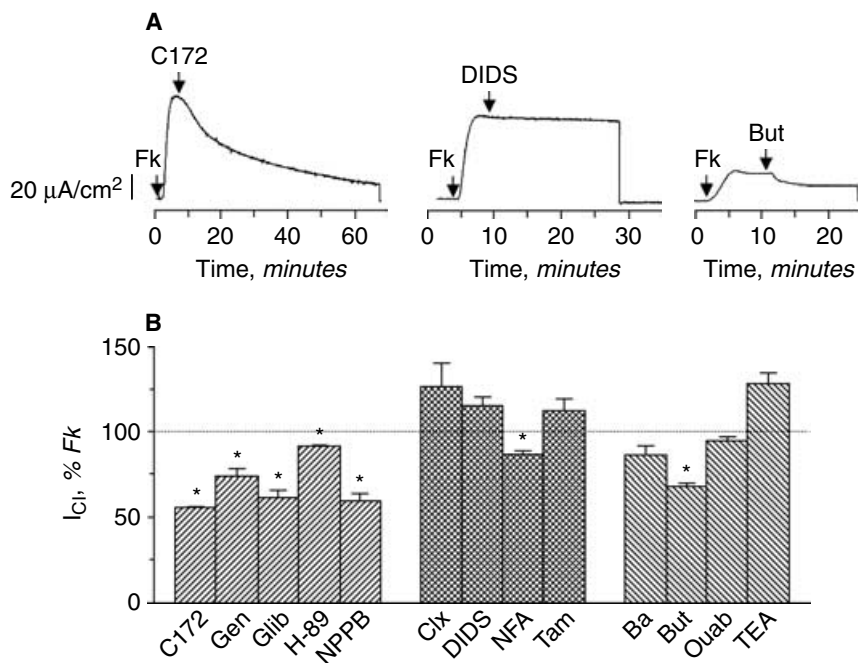 A
C172
DIDS
But
Fk
Fk
Fk
20 μA/cm2
0 20 40 60
0 10 20 30
0 10 20
Time, minutes
Time, minutes
Time, minutes
B
ICl, % Fk
150
100
50
0
* * * * *
*
*
C172 Gen Glib H-89 NPPB
Clx DIDS NFA Tam
Ba But Ouab TEA